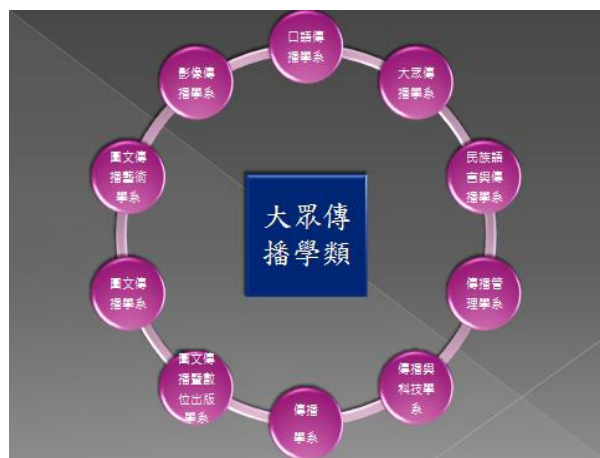 口語傳
播學系
大眾傳
播學系
民族語
言與傳
播學系
傳播管
理學系
傳播與
科技學
系
傳播
學系
圖文傳
播暨數
位出版
學系
圖文傳
播學系
圖文傳
播藝術
學系
影像傳
播學系
大眾傳
播學類